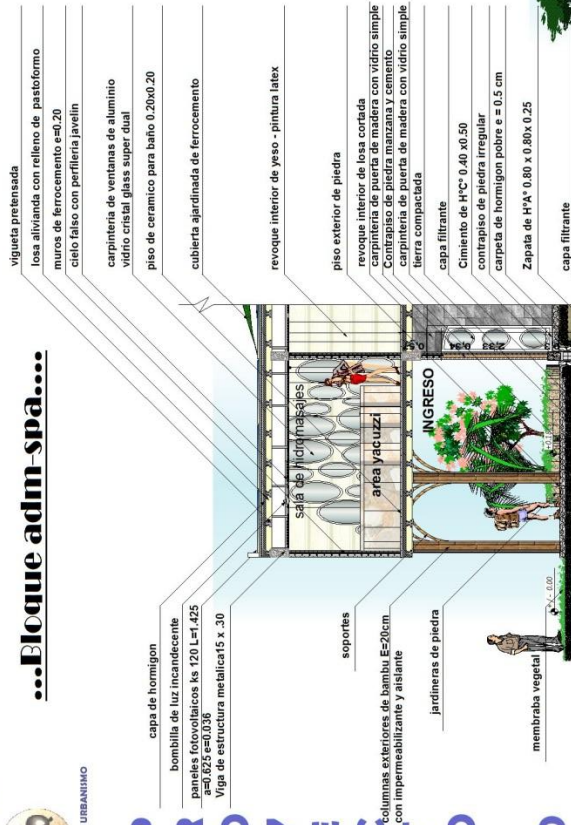 ...Bloque adm-spa....
URBANISMO
capa de hormigon
bombilla de luz incandecente
paneles fotovoltaicos ks 120 L=1.425
a=0.625 e=0.036
Viga de estructura metalica15 x .30
soportes
columnas exteriores de bambu E=20cm
con impermeabilizante y aislante
jardineras de piedra
membraba vegetal
sala de hidromasajes
area yacuzzi
INGRESO
+/- 0.00
vigueta pretensada
losa alivianda con relleno de pastoformo
muros de ferrocemento e=0.20
cielo falso con perfileria javelin
carpinteria de ventanas de aluminio
vidrio cristal glass super dual
piso de ceramico para baño 0.20x0.20
cubierta ajardinada de ferrocemento
revoque interior de yeso - pintura latex
piso exterior de piedra
revoque interior de losa cortada
carpinteria de puerta de madera con vidrio simple
Contrapiso de piedra manzana y cemento
carpinteria de puerta de madera con vidrio simple
tierra compactada
capa filtrante
Cimiento de HºCº 0.40 x0.50
contrapiso de piedra irregular
carpeta de hormigon pobre e = 0.5 cm
Zapata de HºAº 0.80 x 0.80x 0.25
capa filtrante